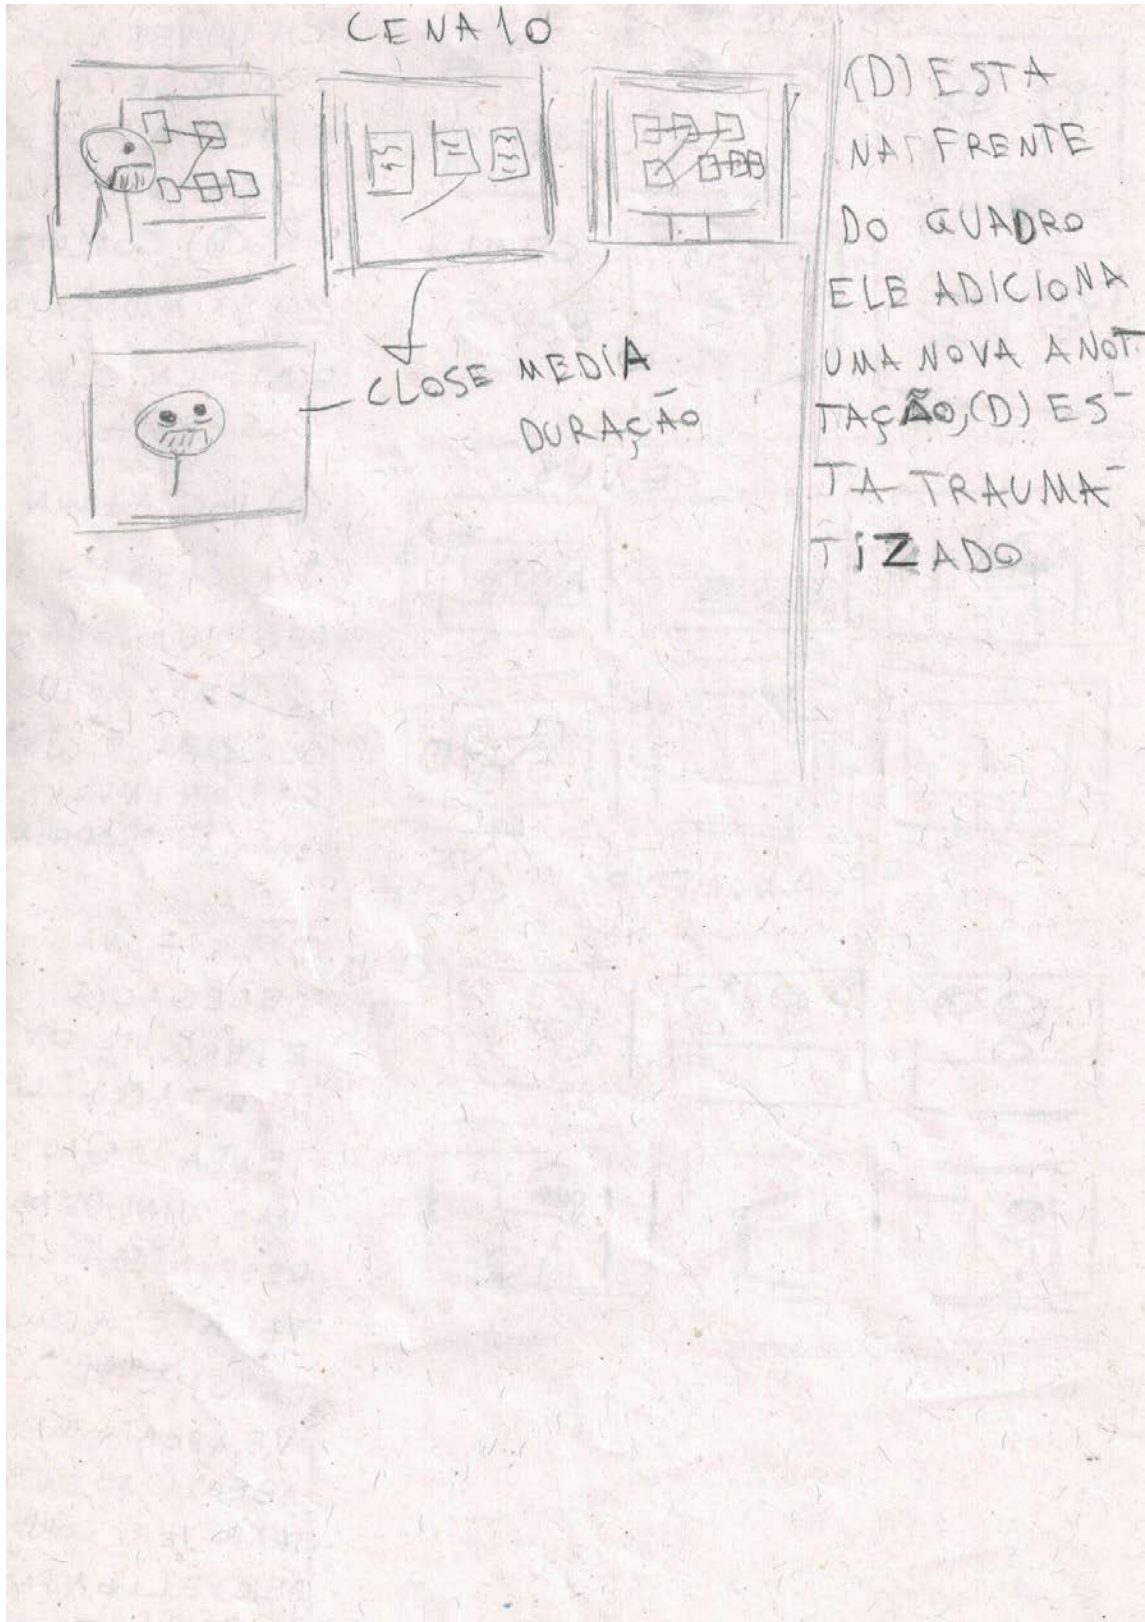 CENA 10
(D) ESTA
NA FRENTE
DO QUADRO
ELE ADICIONA
UMA NOVA ANOT
TAÇÃO, (D) ES-
TA TRAUMA-
TIZADO
CLOSE MEDIA
DURAÇÃO